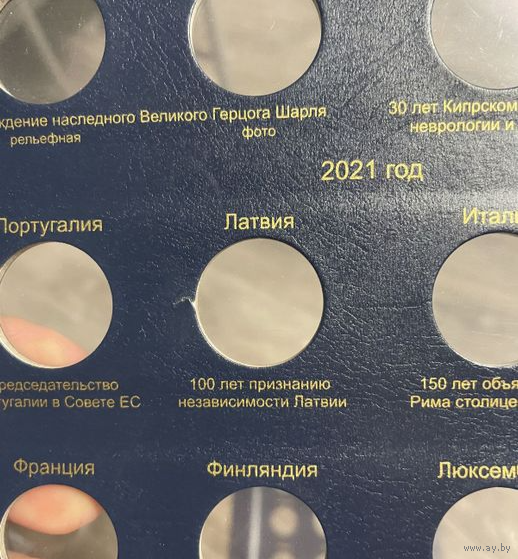 ждение наследного Великого Герцога Шарля
рельефная
фото
30 лет Кипрском
неврологии и
2021 год
Португалия
Латвия
Итал
редседательство
тугалии в Совете ЕС
100 лет признанию
независимости Латвии
150 лет объя
Рима столице
Франция
Финляндия
Люксем
www.ay.by